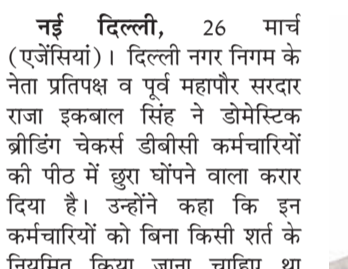 नई दिल्ली, 26 मार्च
(एजेंसियां)। दिल्ली नगर निगम के
नेता प्रतिपक्ष व पूर्व महापौर सरदार
राजा इकबाल सिंह ने डोमेस्टिक
ब्रीडिंग चेकर्स डीबीसी कर्मचारियों
की पीठ में छुरा घोंपने वाला करार
दिया है। उन्होंने कहा कि इन
कर्मचारियों को बिना किसी शर्त के
नियमित किया जाना चाहिए था